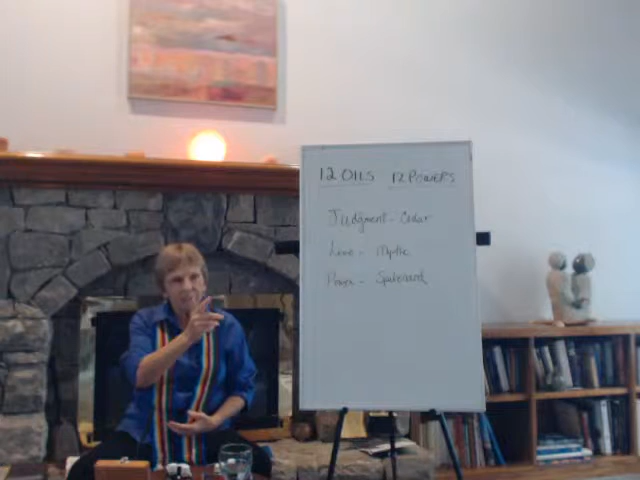 12 OILS 12 POWERS
Judgment - Cedar
Love - Myrtle
Power - Spikenard